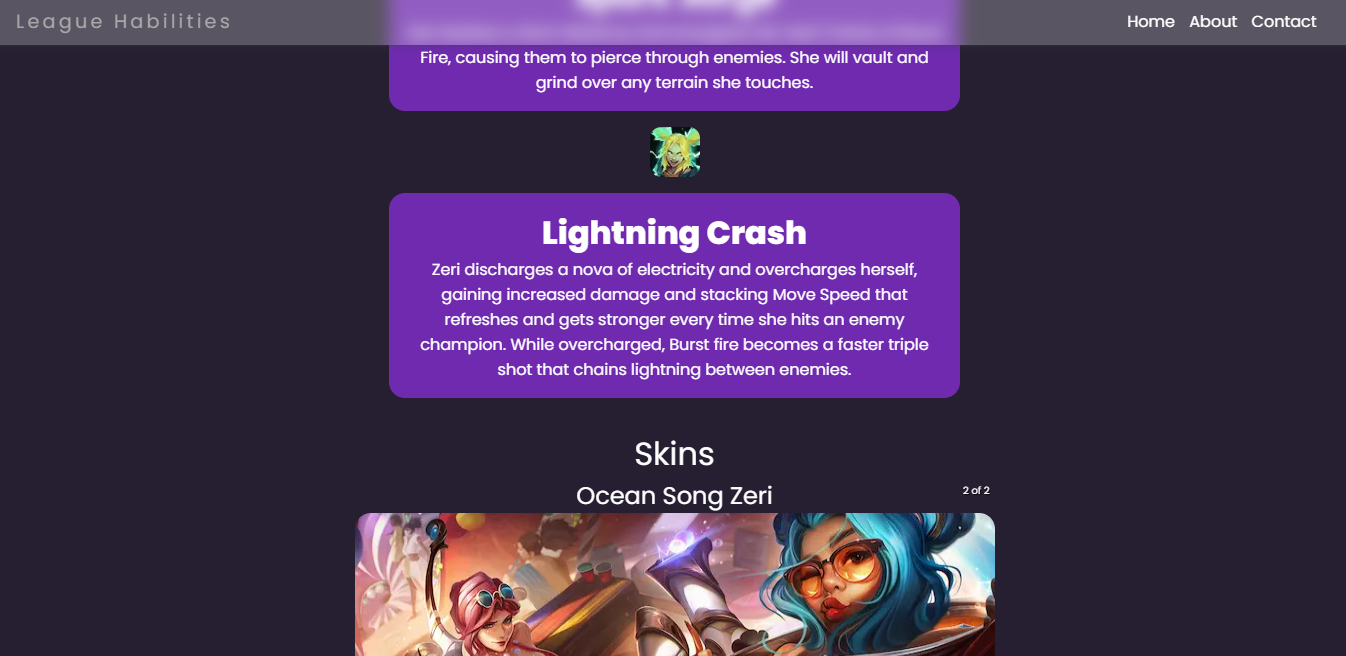 League Habilities
Home About Contact
Fire, causing them to pierce through enemies. She will vault and
grind over any terrain she touches.
Lightning Crash
Zeri discharges a nova of electricity and overcharges herself,
gaining increased damage and stacking Move Speed that
refreshes and gets stronger every time she hits an enemy
champion. While overcharged, Burst fire becomes a faster triple
shot that chains lightning between enemies.
Skins
Ocean Song Zeri
2 of 2